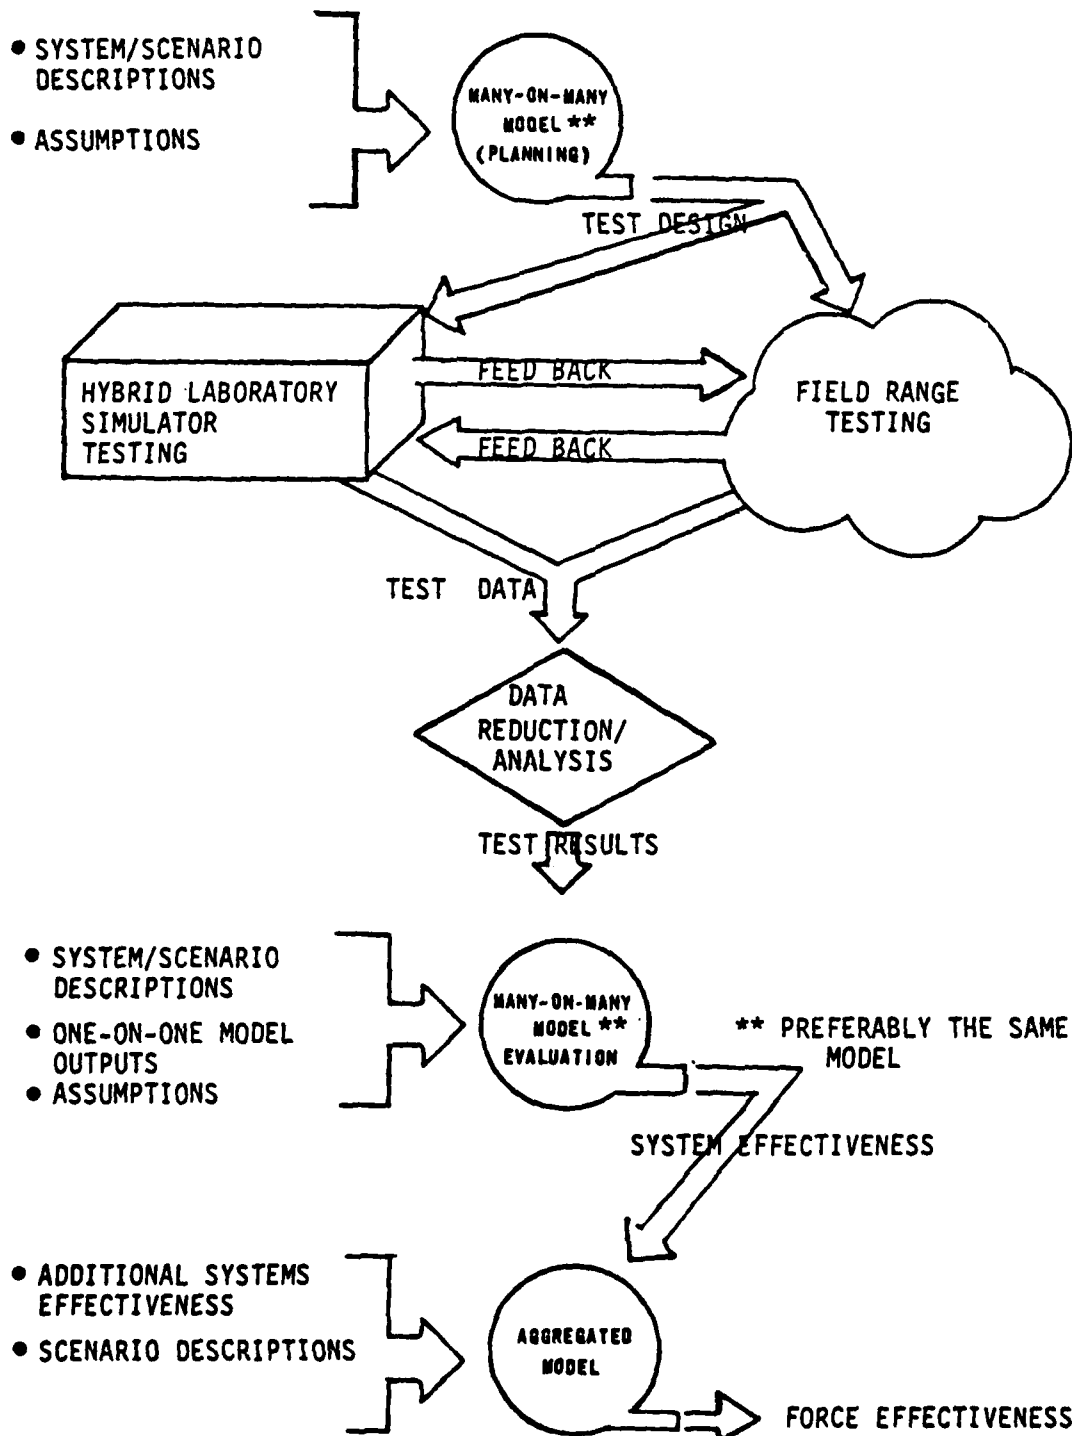 • SYSTEM/SCENARIO
DESCRIPTIONS
• ASSUMPTIONS
MANY-ON-MANY
MODEL **
(PLANNING)
TEST DESIGN
HYBRID LABORATORY
SIMULATOR
TESTING
FEED BACK
FEED BACK
FIELD RANGE
TESTING
TEST DATA
DATA
REDUCTION/
ANALYSIS
TEST RESULTS
• SYSTEM/SCENARIO
DESCRIPTIONS
• ONE-ON-ONE MODEL
OUTPUTS
• ASSUMPTIONS
MANY-ON-MANY
MODEL **
EVALUATION
** PREFERABLY THE SAME
MODEL
SYSTEM EFFECTIVENESS
• ADDITIONAL SYSTEMS
EFFECTIVENESS
• SCENARIO DESCRIPTIONS
AGGREGATED
MODEL
FORCE EFFECTIVENESS